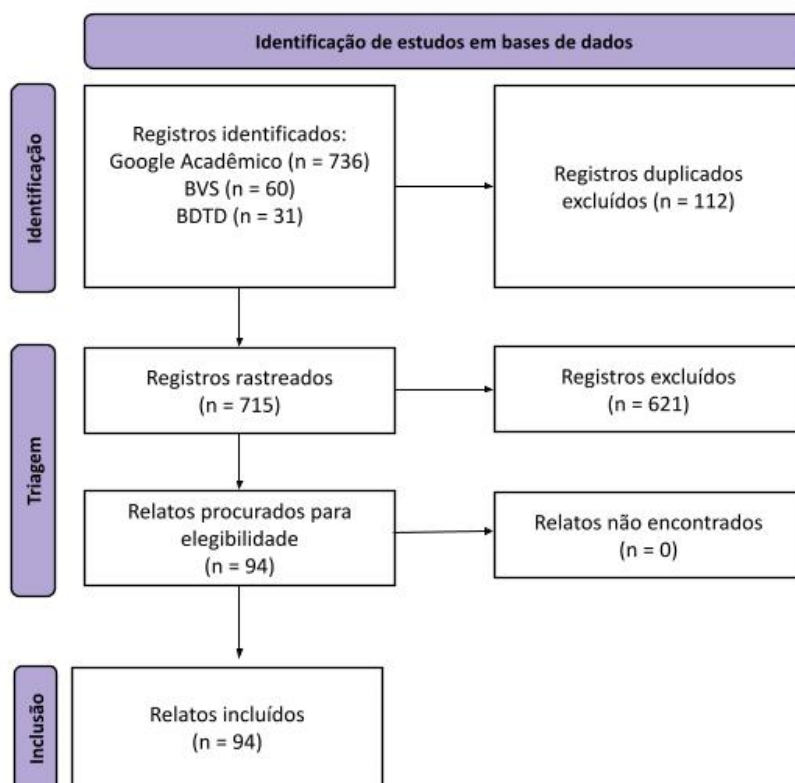 Identificação de estudos em bases de dados
Identificação
Registros identificados:
Google Acadêmico (n = 736)
BVS (n = 60)
BDTD (n = 31)
Registros duplicados
excluídos (n = 112)
Triagem
Registros rastreados
(n = 715)
Registros excluídos
(n = 621)
Relatos procurados para
elegibilidade
(n = 94)
Relatos não encontrados
(n = 0)
Inclusão
Relatos incluídos
(n = 94)